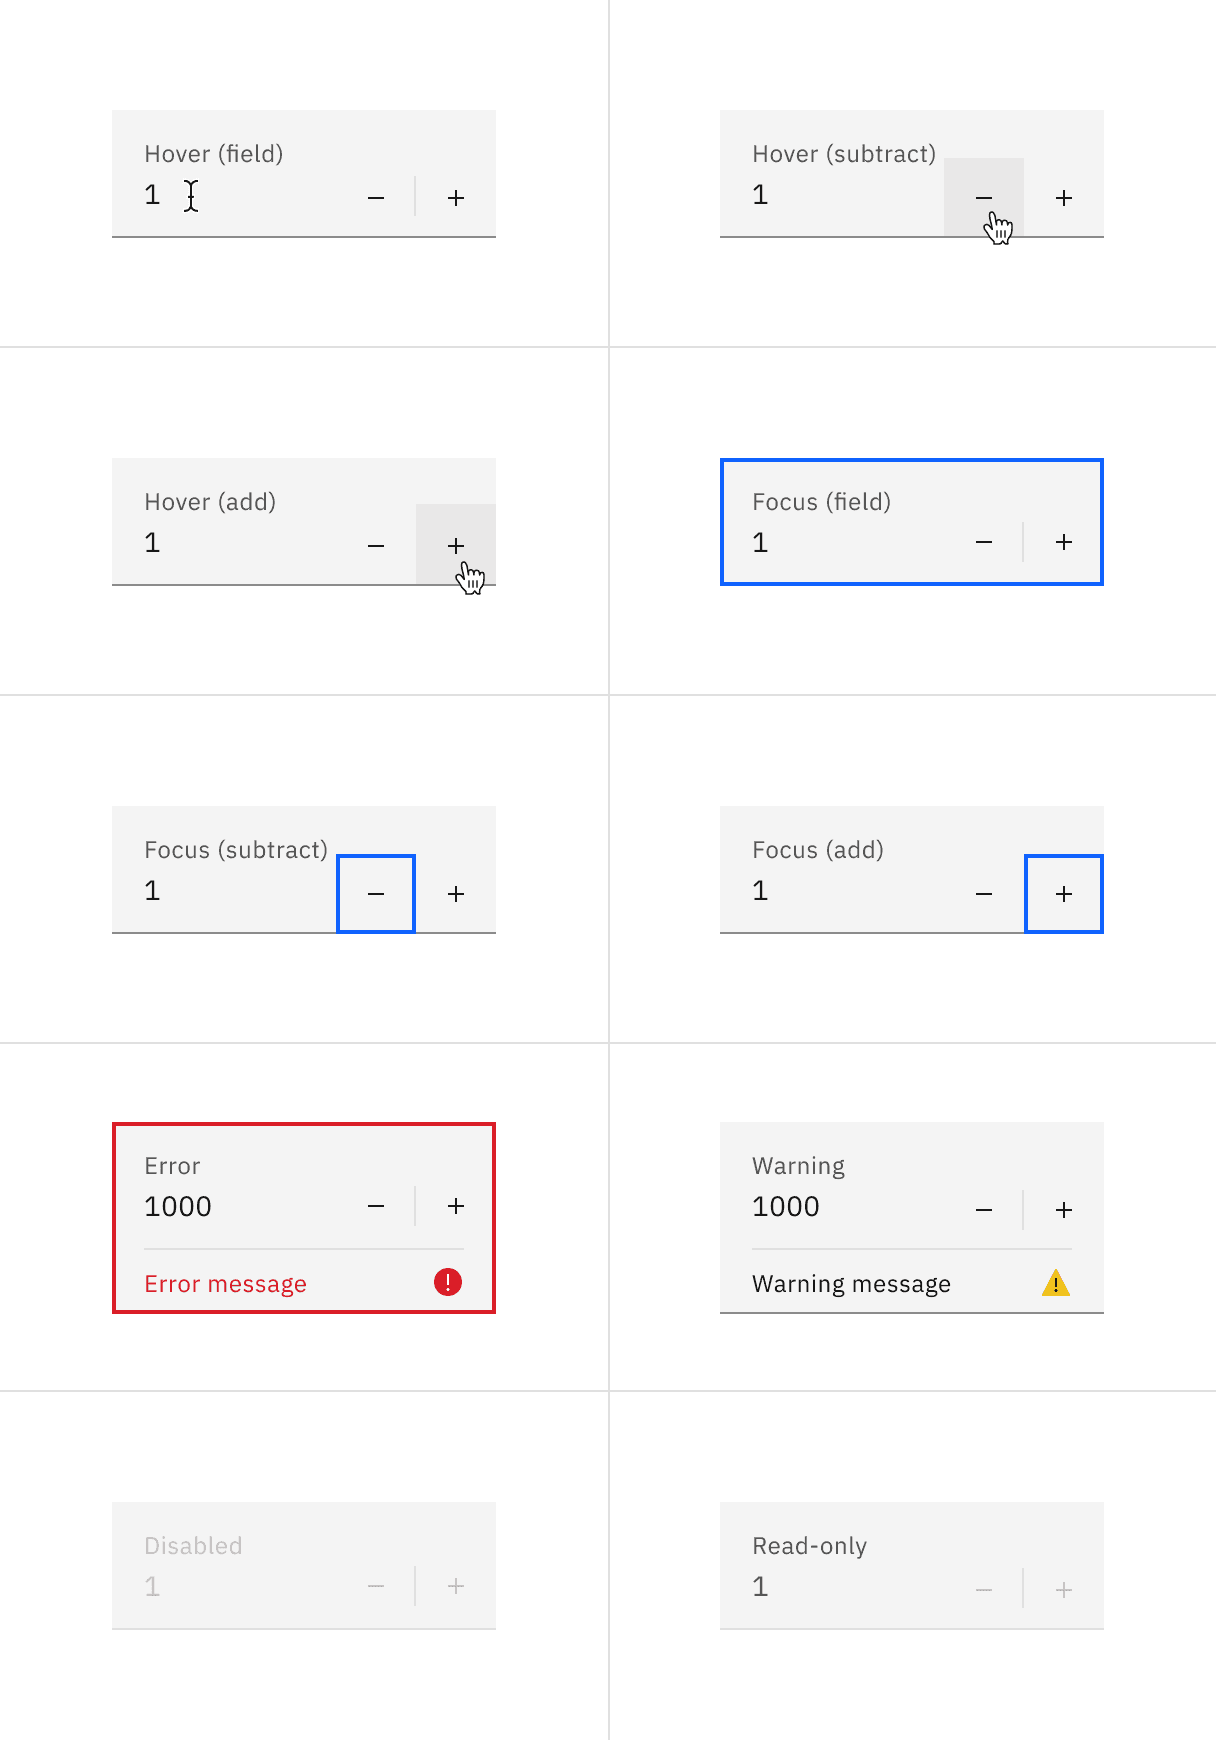 Hover (field)
1 − +
Hover (subtract)
1 − +
Hover (add)
1 − +
Focus (field)
1 − +
Focus (subtract)
1 − +
Focus (add)
1 − +
Error
1000 − +
Error message
Warning
1000 − +
Warning message
Disabled
1 − +
Read-only
1 − +